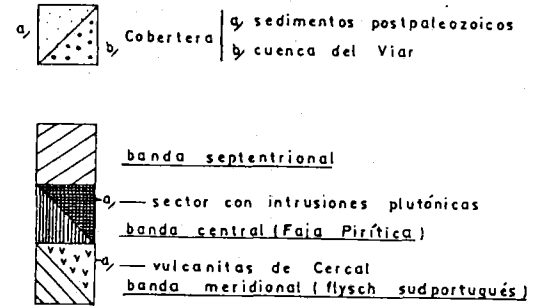 a) sedimentos postpaleozoicos
a) b) Cobertera
b) cuenca del Viar
banda septentrional
a) — sector con intrusiones plutónicas
banda central (Faja Pirítica)
a) — vulcanitas de Cercal
banda meridional (flysch sudportugués)